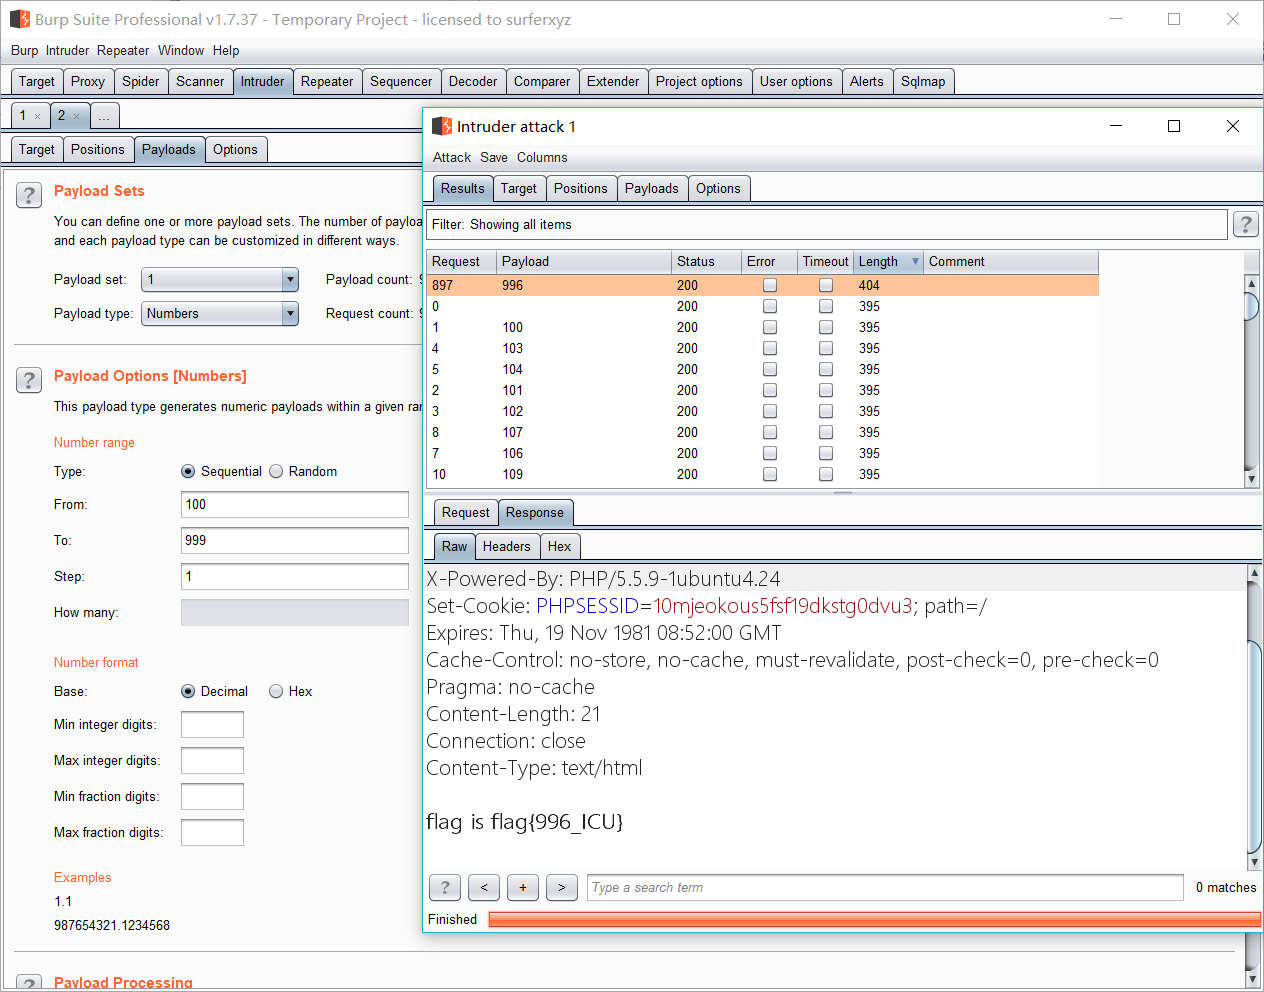 Burp Suite Professional v1.7.37 - Temporary Project - licensed to surferxyz
Burp Intruder Repeater Window Help
Target Proxy Spider Scanner Intruder Repeater Sequencer Decoder Comparer Extender Project options User options Alerts Sqlmap
1 × 2 × ...
Target Positions Payloads Options
? Payload Sets
You can define one or more payload sets. The number of payloa
and each payload type can be customized in different ways.
Payload set: 1 Payload count: 9
Payload type: Numbers Request count: 9
? Payload Options [Numbers]
This payload type generates numeric payloads within a given ran
Number range
Type: Sequential Random
From: 100
To: 999
Step: 1
How many:
Number format
Base: Decimal Hex
Min integer digits:
Max integer digits:
Min fraction digits:
Max fraction digits:
Examples
1.1
987654321.1234568
? Payload Processing
Intruder attack 1
Attack Save Columns
Results Target Positions Payloads Options
Filter: Showing all items ?
Request Payload Status Error Timeout Length ▼ Comment
897 996 200 404
0 200 395
1 100 200 395
4 103 200 395
5 104 200 395
2 101 200 395
3 102 200 395
8 107 200 395
7 106 200 395
10 109 200 395
Request Response
Raw Headers Hex
X-Powered-By: PHP/5.5.9-1ubuntu4.24
Set-Cookie: PHPSESSID=10mjeokous5fsf19dkstg0dvu3; path=/
Expires: Thu, 19 Nov 1981 08:52:00 GMT
Cache-Control: no-store, no-cache, must-revalidate, post-check=0, pre-check=0
Pragma: no-cache
Content-Length: 21
Connection: close
Content-Type: text/html
flag is flag{996_ICU}
? < + > Type a search term 0 matches
Finished